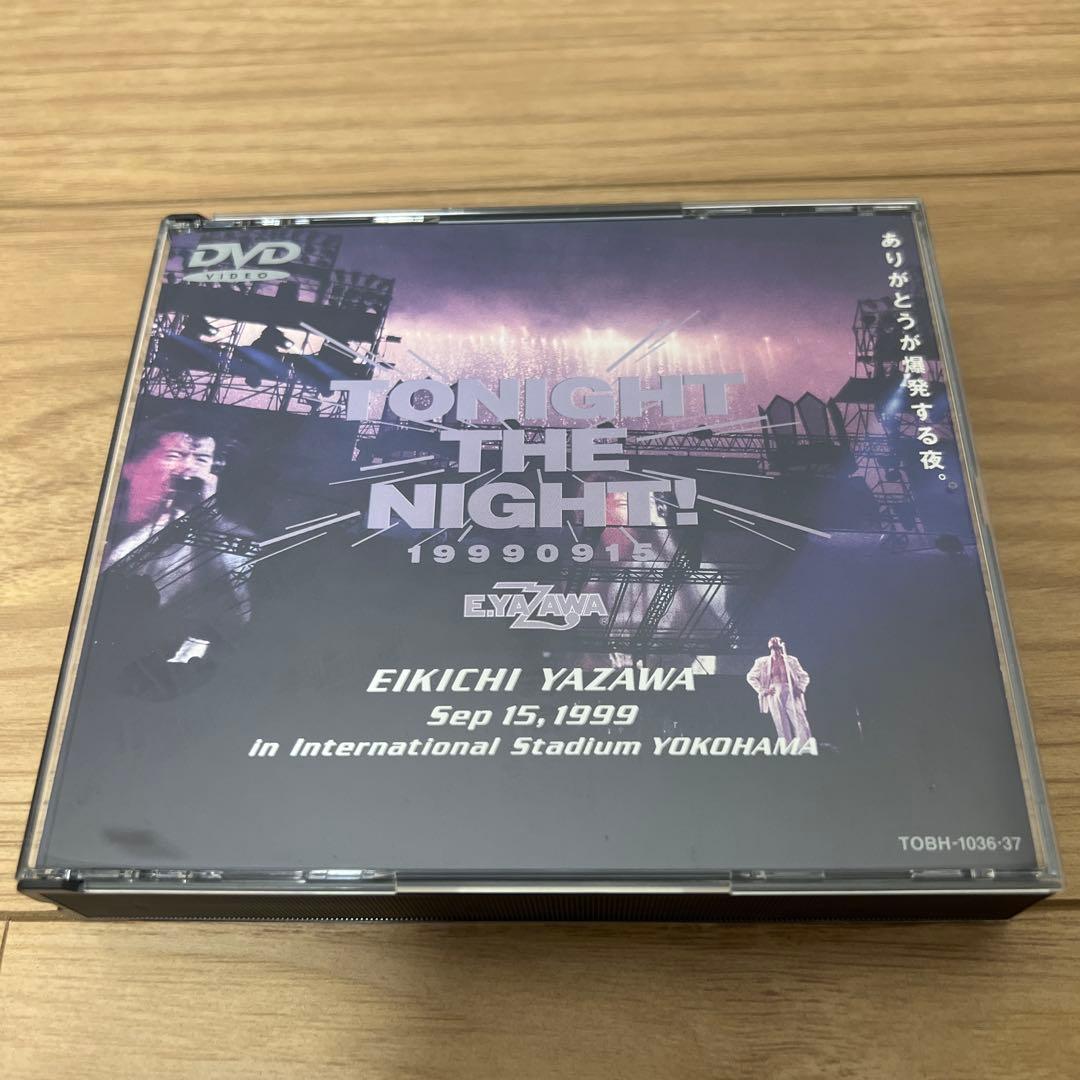 DVD
VIDEO
ありがとうが爆発する夜。
TONIGHT
THE
NIGHT!
19990915
E.YAZAWA
EIKICHI YAZAWA
Sep 15, 1999
in International Stadium YOKOHAMA
TOBH-1036·37